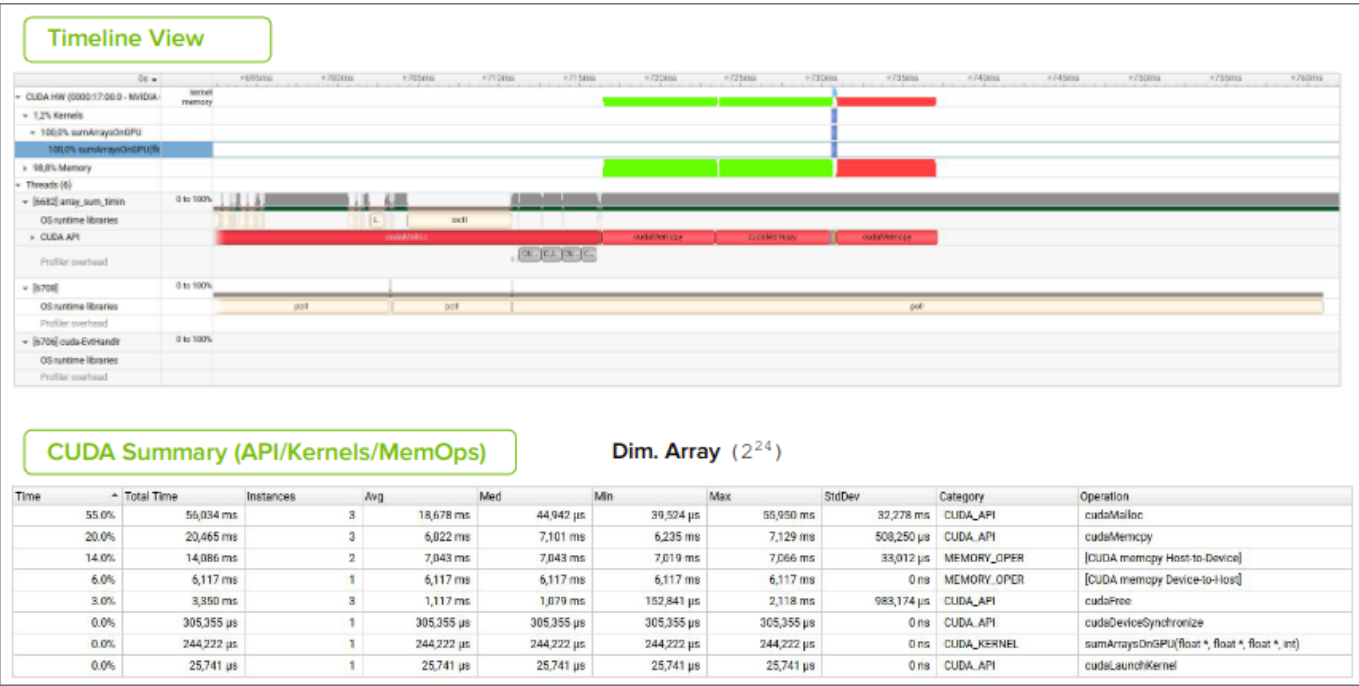 Timeline View
0s +695ms +700ms +705ms +710ms +715ms +720ms +725ms +730ms +735ms +740ms +745ms +750ms +755ms +760ms
CUDA HW (0000:17:00.0 - NVIDIA kernel
memory
1,2% Kernels
100,0% sumArraysOnGPU
100,0% sumArraysOnGPU(fl
98,8% Memory
Threads (6)
[6682] array_sum_timin 0 to 100%
OS runtime libraries ioctl
CUDA API cudaMalloc cudaMemcpy cudaMemcpy cudaMemcpy
Profiler overhead CU... C... CU... C...
[6708] 0 to 100%
OS runtime libraries poll poll poll
Profiler overhead
[6706] cuda-EvtHandlr 0 to 100%
OS runtime libraries
Profiler overhead
CUDA Summary (API/Kernels/MemOps) Dim. Array (2²⁴)
Time Total Time Instances Avg Med Min Max StdDev Category Operation
55.0% 56,034 ms 3 18,678 ms 44,942 µs 39,524 µs 55,950 ms 32,278 ms CUDA_API cudaMalloc
20.0% 20,465 ms 3 6,822 ms 7,101 ms 6,235 ms 7,129 ms 508,250 µs CUDA_API cudaMemcpy
14.0% 14,086 ms 2 7,043 ms 7,043 ms 7,019 ms 7,066 ms 33,012 µs MEMORY_OPER [CUDA memcpy Host-to-Device]
6.0% 6,117 ms 1 6,117 ms 6,117 ms 6,117 ms 6,117 ms 0 ns MEMORY_OPER [CUDA memcpy Device-to-Host]
3.0% 3,350 ms 3 1,117 ms 1,079 ms 152,841 µs 2,118 ms 983,174 µs CUDA_API cudaFree
0.0% 305,355 µs 1 305,355 µs 305,355 µs 305,355 µs 305,355 µs 0 ns CUDA_API cudaDeviceSynchronize
0.0% 244,222 µs 1 244,222 µs 244,222 µs 244,222 µs 244,222 µs 0 ns CUDA_KERNEL sumArraysOnGPU(float *, float *, float *, int)
0.0% 25,741 µs 1 25,741 µs 25,741 µs 25,741 µs 25,741 µs 0 ns CUDA_API cudaLaunchKernel